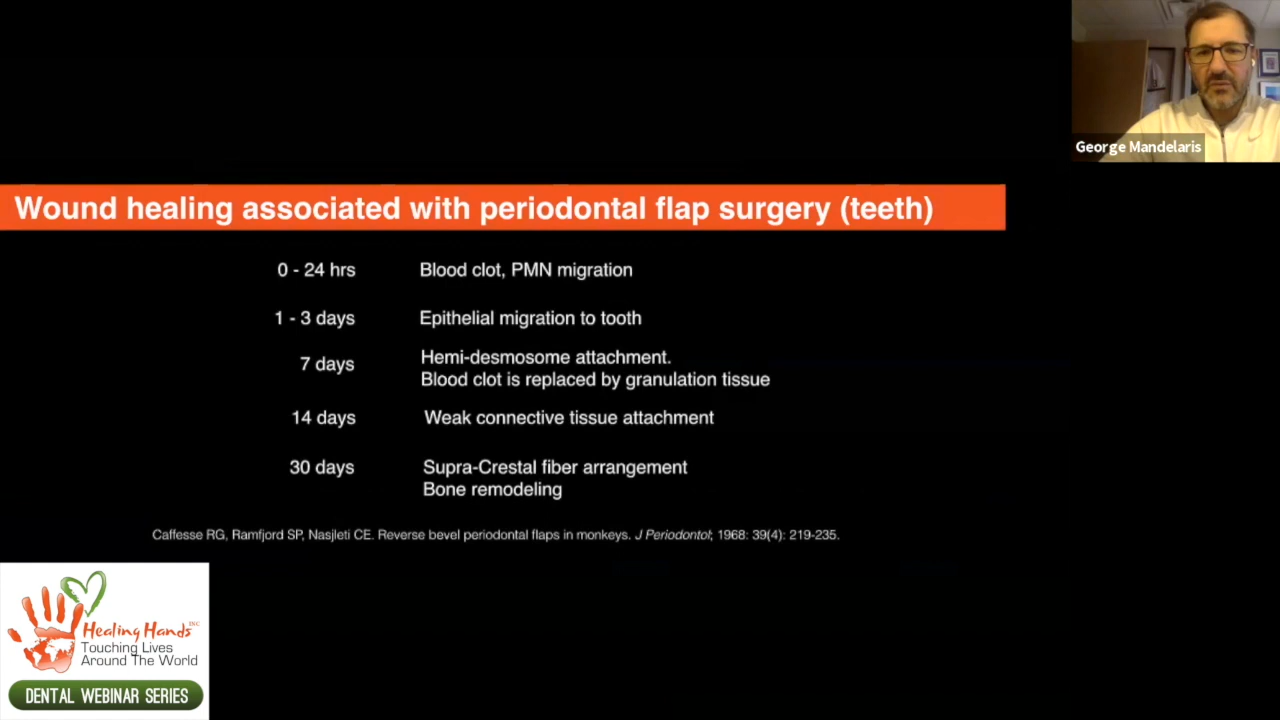 George Mandelaris
Wound healing associated with periodontal flap surgery (teeth)
0 - 24 hrs Blood clot, PMN migration
1 - 3 days Epithelial migration to tooth
7 days Hemi-desmosome attachment.
Blood clot is replaced by granulation tissue
14 days Weak connective tissue attachment
30 days Supra-Crestal fiber arrangement
Bone remodeling
Caffesse RG, Ramfjord SP, Nasjleti CE. Reverse bevel periodontal flaps in monkeys. J Periodontol; 1968: 39(4): 219-235.
Healing Hands INC
Touching Lives
Around The World
DENTAL WEBINAR SERIES